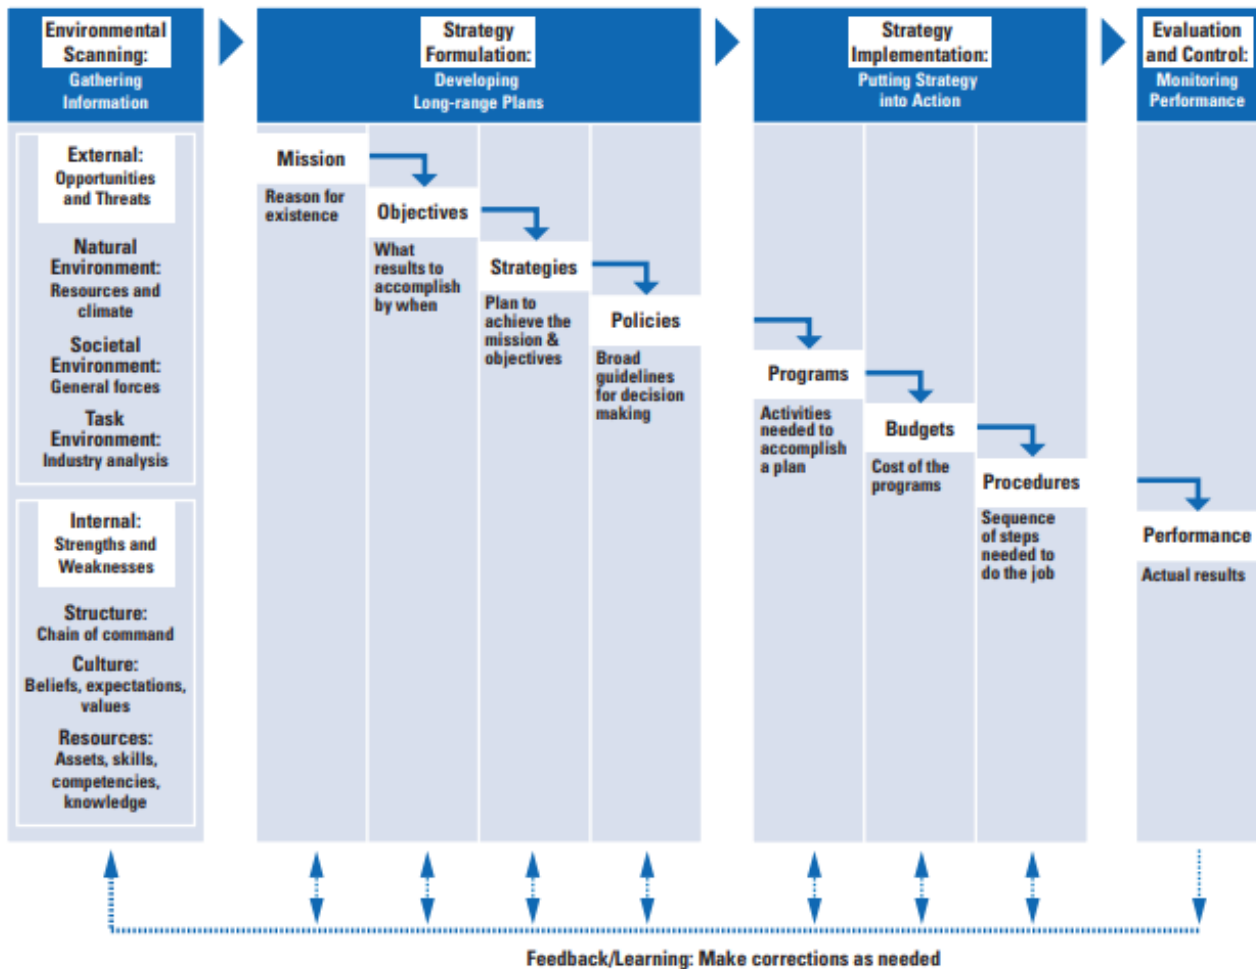 Environmental
Scanning:
Gathering
Information
Strategy
Formulation:
Developing
Long-range Plans
Strategy
Implementation:
Putting Strategy
into Action
Evaluation
and Control:
Monitoring
Performance
External:
Opportunities
and Threats
Natural
Environment:
Resources and
climate
Societal
Environment:
General forces
Task
Environment:
Industry analysis
Internal:
Strengths and
Weaknesses
Structure:
Chain of command
Culture:
Beliefs, expectations,
values
Resources:
Assets, skills,
competencies,
knowledge
Mission
Reason for
existence
Objectives
What
results to
accomplish
by when
Strategies
Plan to
achieve the
mission &
objectives
Policies
Broad
guidelines
for decision
making
Programs
Activities
needed to
accomplish
a plan
Budgets
Cost of the
programs
Procedures
Sequence
of steps
needed to
do the job
Performance
Actual results
Feedback/Learning: Make corrections as needed